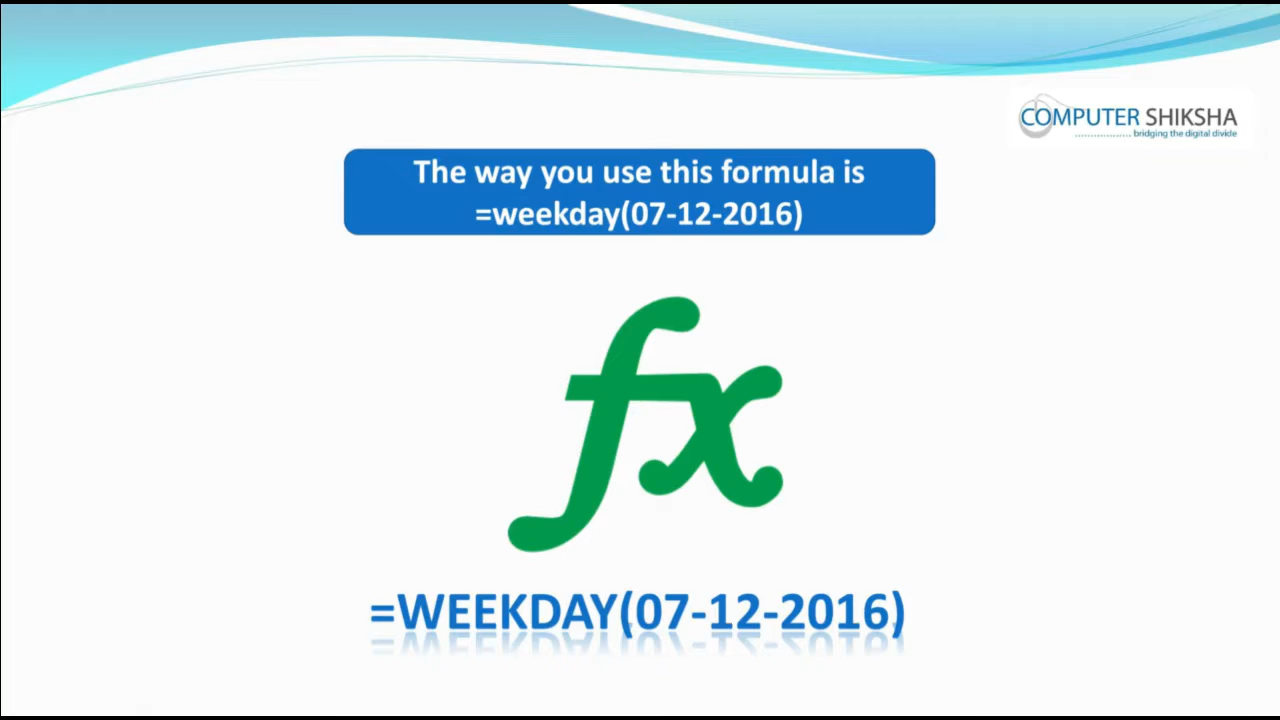 COMPUTER SHIKSHA
bridging the digital divide
The way you use this formula is
=weekday(07-12-2016)
fx
=WEEKDAY(07-12-2016)